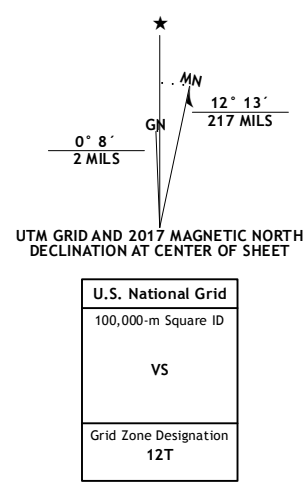 ★
MN
GN
12° 13´
217 MILS
0° 8´
2 MILS
UTM GRID AND 2017 MAGNETIC NORTH
DECLINATION AT CENTER OF SHEET
U.S. National Grid
100,000-m Square ID
VS
Grid Zone Designation
12T